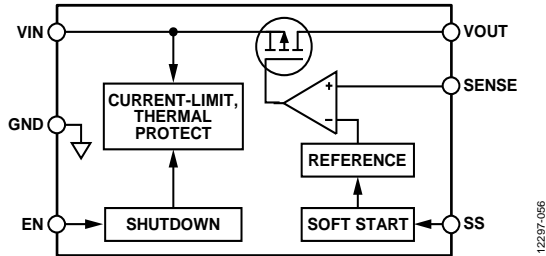 VIN
VOUT
SENSE
+
−
CURRENT-LIMIT,
THERMAL
PROTECT
GND
REFERENCE
EN
SHUTDOWN
SOFT START
SS
12297-056